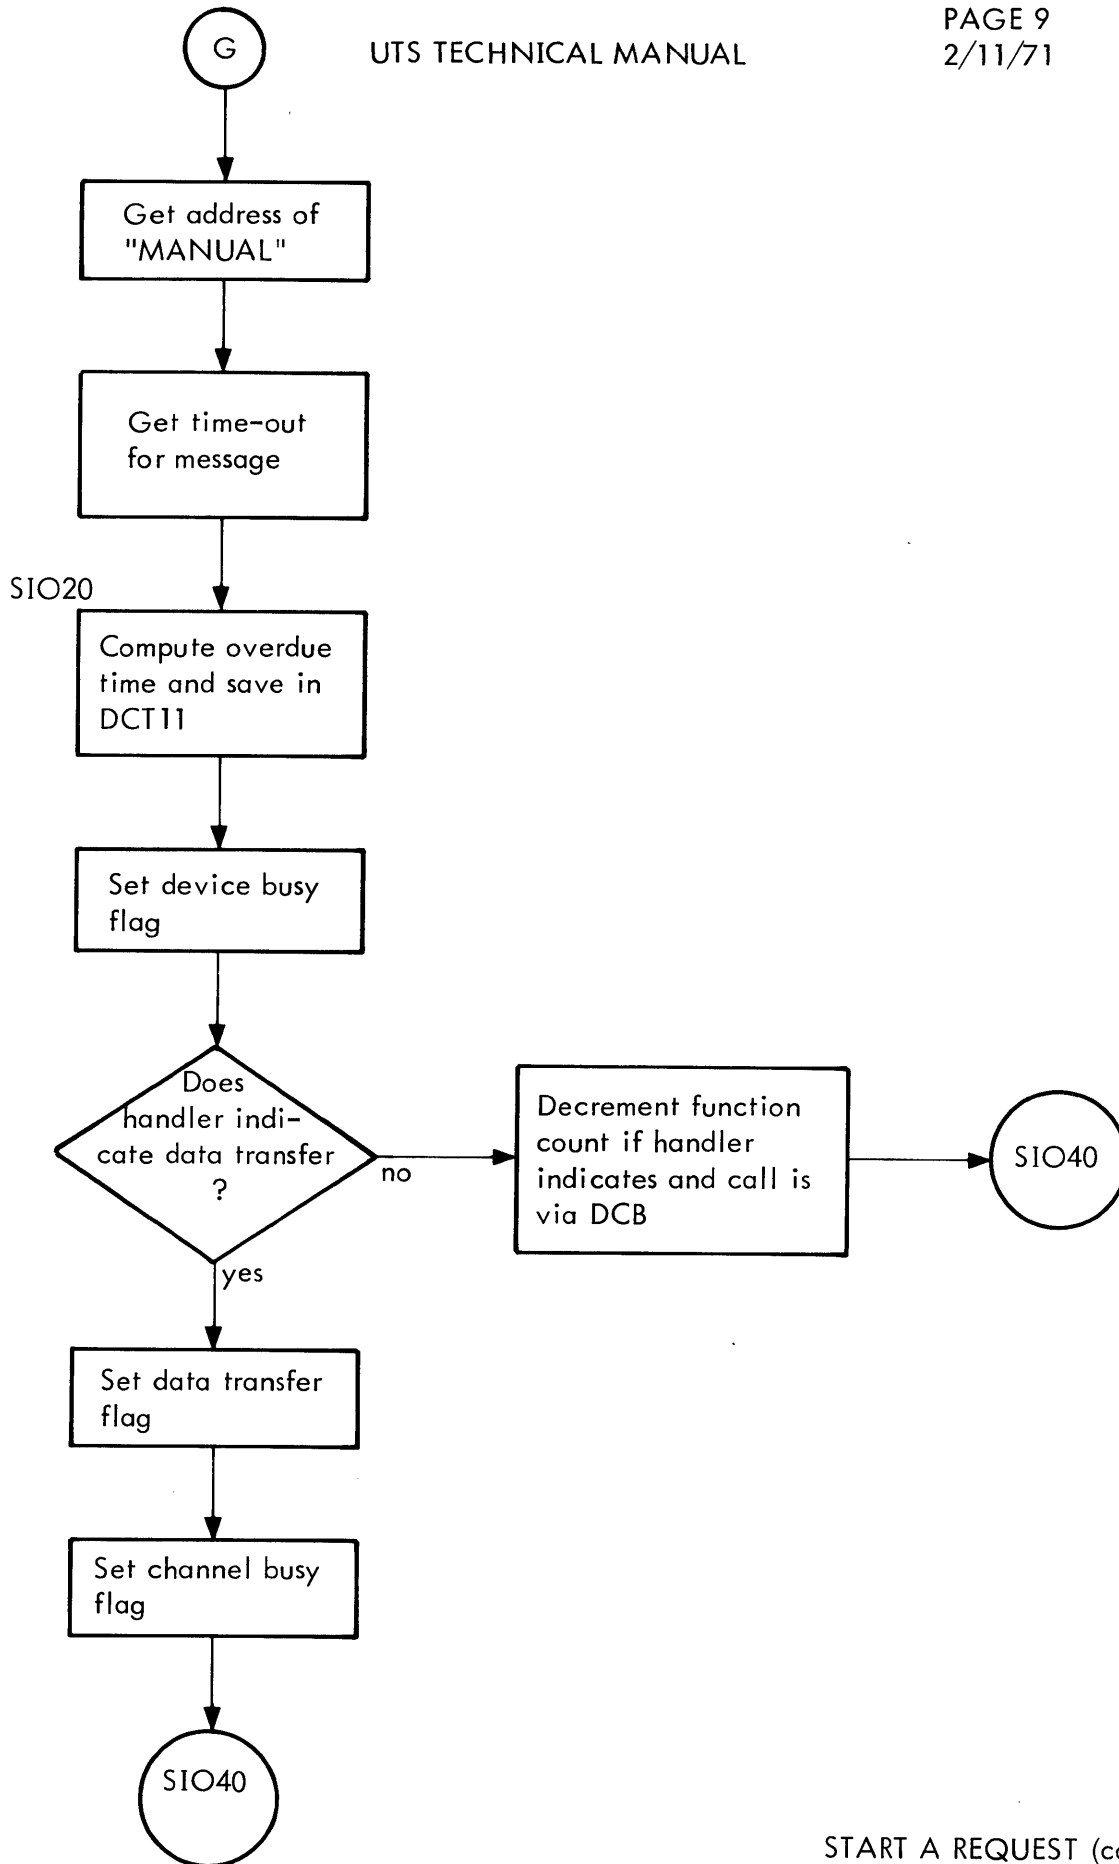 G
UTS TECHNICAL MANUAL
PAGE 9
2/11/71
Get address of
"MANUAL"
Get time-out
for message
SIO20
Compute overdue
time and save in
DCT11
Set device busy
flag
Does
handler indi-
cate data transfer
?
no
Decrement function
count if handler
indicates and call is
via DCB
SIO40
yes
Set data transfer
flag
Set channel busy
flag
SIO40
START A REQUEST